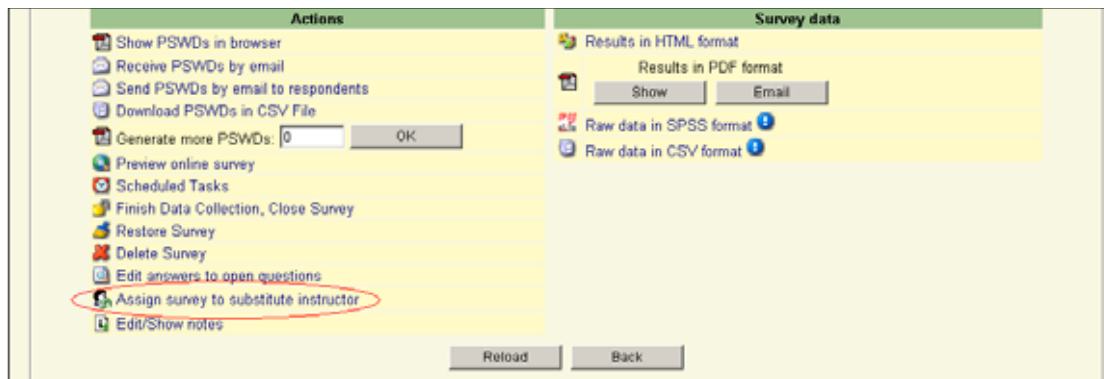 Actions
Show PSWDs in browser
Receive PSWDs by email
Send PSWDs by email to respondents
Download PSWDs in CSV File
Generate more PSWDs: 0 OK
Preview online survey
Scheduled Tasks
Finish Data Collection, Close Survey
Restore Survey
Delete Survey
Edit answers to open questions
Assign survey to substitute instructor
Edit/Show notes
Survey data
Results in HTML format
Results in PDF format
Show Email
Raw data in SPSS format
Raw data in CSV format
Reload Back